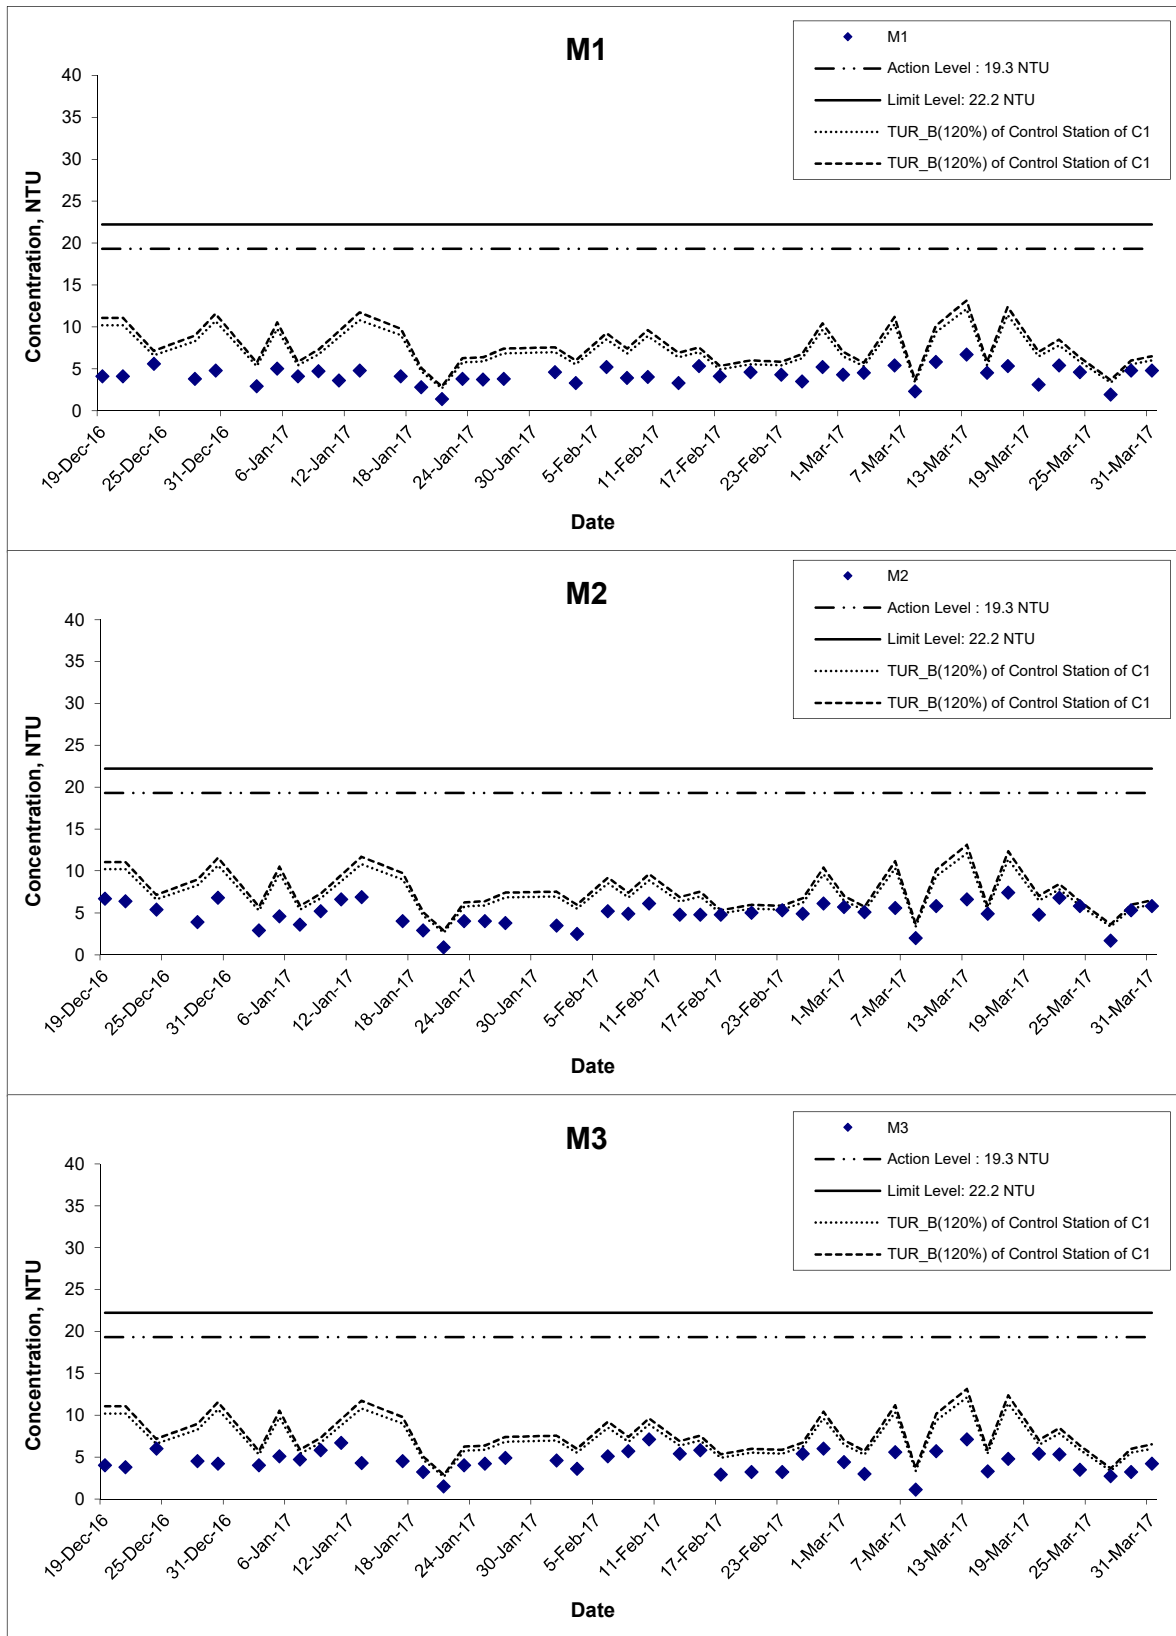 M1
M1
Action Level : 19.3 NTU
Limit Level: 22.2 NTU
TUR_B(120%) of Control Station of C1
TUR_B(120%) of Control Station of C1
Concentration, NTU
40
35
30
25
20
15
10
5
0
19-Dec-16
25-Dec-16
31-Dec-16
6-Jan-17
12-Jan-17
18-Jan-17
24-Jan-17
30-Jan-17
5-Feb-17
11-Feb-17
17-Feb-17
23-Feb-17
1-Mar-17
7-Mar-17
13-Mar-17
19-Mar-17
25-Mar-17
31-Mar-17
Date
M2
M2
Action Level : 19.3 NTU
Limit Level: 22.2 NTU
TUR_B(120%) of Control Station of C1
TUR_B(120%) of Control Station of C1
Concentration, NTU
40
35
30
25
20
15
10
5
0
19-Dec-16
25-Dec-16
31-Dec-16
6-Jan-17
12-Jan-17
18-Jan-17
24-Jan-17
30-Jan-17
5-Feb-17
11-Feb-17
17-Feb-17
23-Feb-17
1-Mar-17
7-Mar-17
13-Mar-17
19-Mar-17
25-Mar-17
31-Mar-17
Date
M3
M3
Action Level : 19.3 NTU
Limit Level: 22.2 NTU
TUR_B(120%) of Control Station of C1
TUR_B(120%) of Control Station of C1
Concentration, NTU
40
35
30
25
20
15
10
5
0
19-Dec-16
25-Dec-16
31-Dec-16
6-Jan-17
12-Jan-17
18-Jan-17
24-Jan-17
30-Jan-17
5-Feb-17
11-Feb-17
17-Feb-17
23-Feb-17
1-Mar-17
7-Mar-17
13-Mar-17
19-Mar-17
25-Mar-17
31-Mar-17
Date